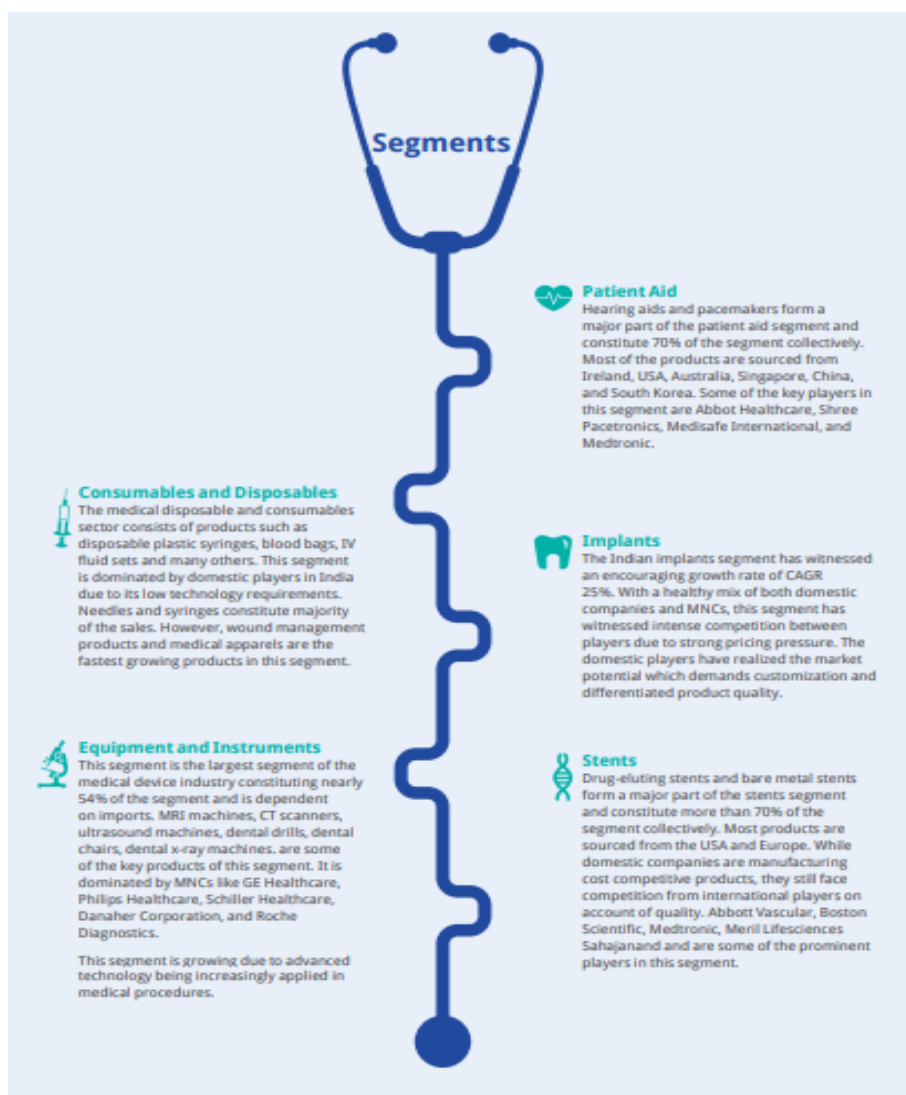 Segments
Patient Aid
Hearing aids and pacemakers form a
major part of the patient aid segment and
constitute 70% of the segment collectively.
Most of the products are sourced from
Ireland, USA, Australia, Singapore, China,
and South Korea. Some of the key players in
this segment are Abbot Healthcare, Shree
Pacetronics, Medisafe International, and
Medtronic.
Consumables and Disposables
The medical disposable and consumables
sector consists of products such as
disposable plastic syringes, blood bags, IV
fluid sets and many others. This segment
is dominated by domestic players in India
due to its low technology requirements.
Needles and syringes constitute majority
of the sales. However, wound management
products and medical apparels are the
fastest growing products in this segment.
Implants
The Indian implants segment has witnessed
an encouraging growth rate of CAGR
25%. With a healthy mix of both domestic
companies and MNCs, this segment has
witnessed intense competition between
players due to strong pricing pressure. The
domestic players have realized the market
potential which demands customization and
differentiated product quality.
Equipment and Instruments
This segment is the largest segment of the
medical device industry constituting nearly
54% of the segment and is dependent
on imports. MRI machines, CT scanners,
ultrasound machines, dental drills, dental
chairs, dental x-ray machines. are some
of the key products of this segment. It is
dominated by MNCs like GE Healthcare,
Philips Healthcare, Schiller Healthcare,
Danaher Corporation, and Roche
Diagnostics.
This segment is growing due to advanced
technology being increasingly applied in
medical procedures.
Stents
Drug-eluting stents and bare metal stents
form a major part of the stents segment
and constitute more than 70% of the
segment collectively. Most products are
sourced from the USA and Europe. While
domestic companies are manufacturing
cost competitive products, they still face
competition from international players on
account of quality. Abbott Vascular, Boston
Scientific, Medtronic, Meril Lifesciences
Sahajanand and are some of the prominent
players in this segment.